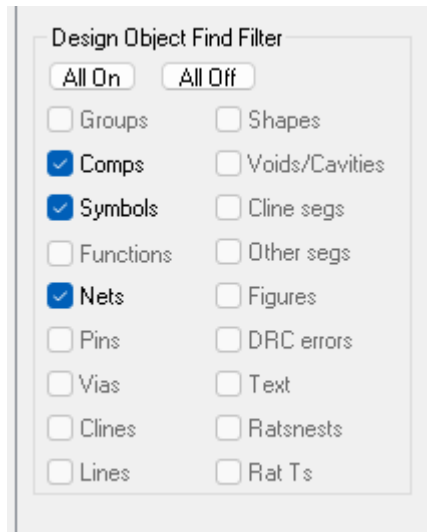 Design Object Find Filter
All On All Off
Groups Shapes
Comps Voids/Cavities
Symbols Cline segs
Functions Other segs
Nets Figures
Pins DRC errors
Vias Text
Clines Ratsnests
Lines Rat Ts